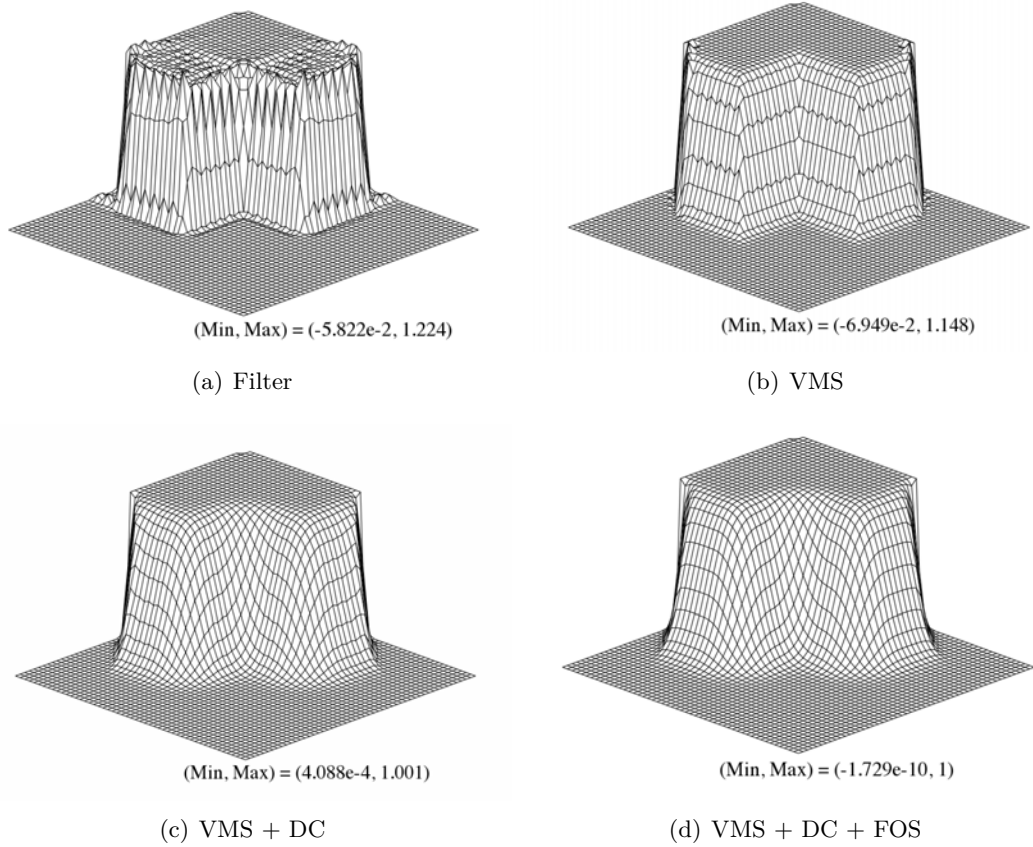 (Min, Max) = (-5.822e-2, 1.224)
(Min, Max) = (-6.949e-2, 1.148)
(a) Filter
(b) VMS
(Min, Max) = (4.088e-4, 1.001)
(Min, Max) = (-1.729e-10, 1)
(c) VMS + DC
(d) VMS + DC + FOS